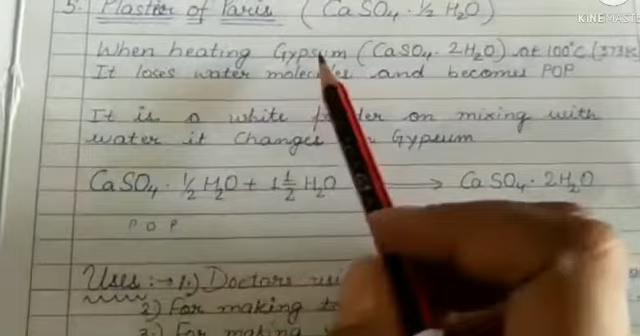 5. Plaster of Paris (CaSO4 · ½ H2O)
KINEMASTER
When heating Gypsum (CaSO4 · 2H2O) at 100°C (373K
It loses water molecules and becomes POP
It is a white on mixing with
water it changes Gypsum
CaSO4 · ½ H2O + 1½ H2O → CaSO4 · 2H2O
P O P
Uses :→ 1.) Doctors
2) For making
3) For making